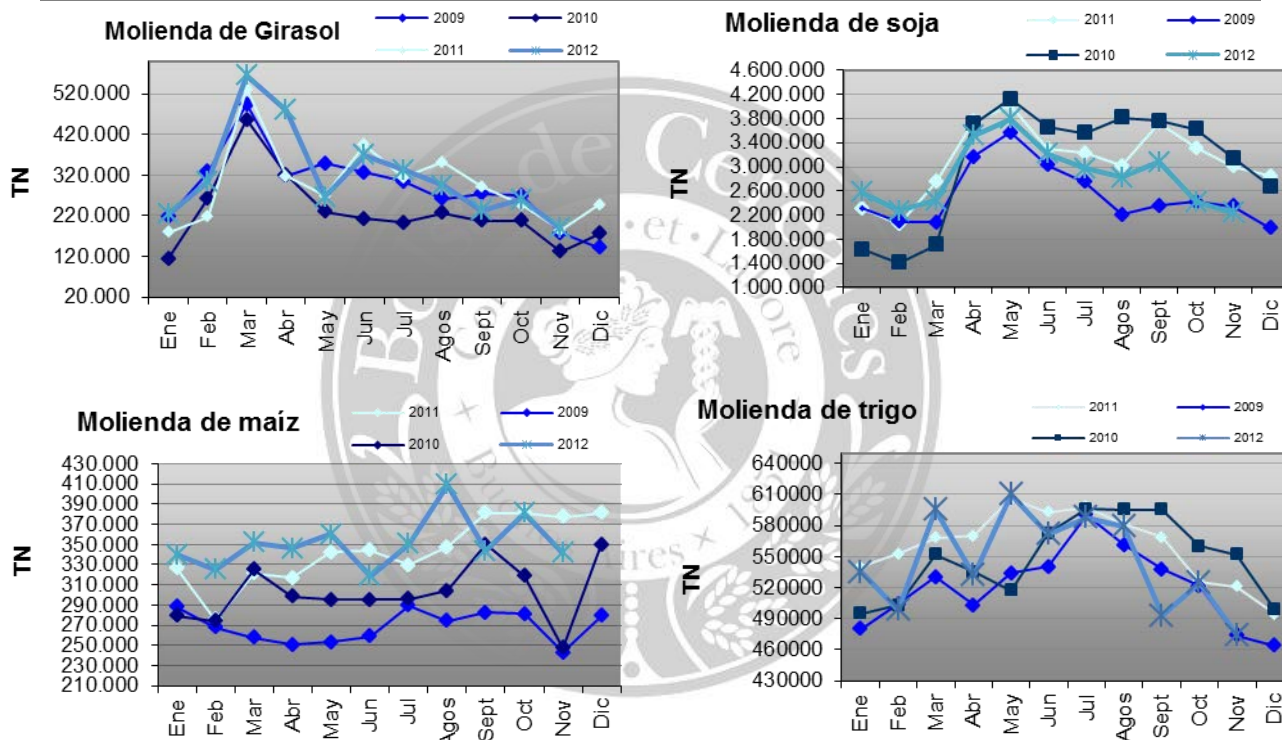 Molienda de Girasol
2009
2010
2011
2012
TN
520.000
420.000
320.000
220.000
120.000
20.000
Ene
Feb
Mar
Abr
May
Jun
Jul
Agos
Sept
Oct
Nov
Dic
Molienda de soja
2011
2009
2010
2012
TN
4.600.000
4.200.000
3.800.000
3.400.000
3.000.000
2.600.000
2.200.000
1.800.000
1.400.000
1.000.000
Ene
Feb
Mar
Abr
May
Jun
Jul
Agos
Sept
Oct
Nov
Dic
Molienda de maíz
2011
2009
2010
2012
TN
430.000
410.000
390.000
370.000
350.000
330.000
310.000
290.000
270.000
250.000
230.000
210.000
Ene
Feb
Mar
Abr
May
Jun
Jul
Agos
Sept
Oct
Nov
Dic
Molienda de trigo
2011
2009
2010
2012
TN
640000
610000
580000
550000
520000
490000
460000
430000
Ene
Feb
Mar
Abr
May
Jun
Jul
Agos
Sept
Oct
Nov
Dic